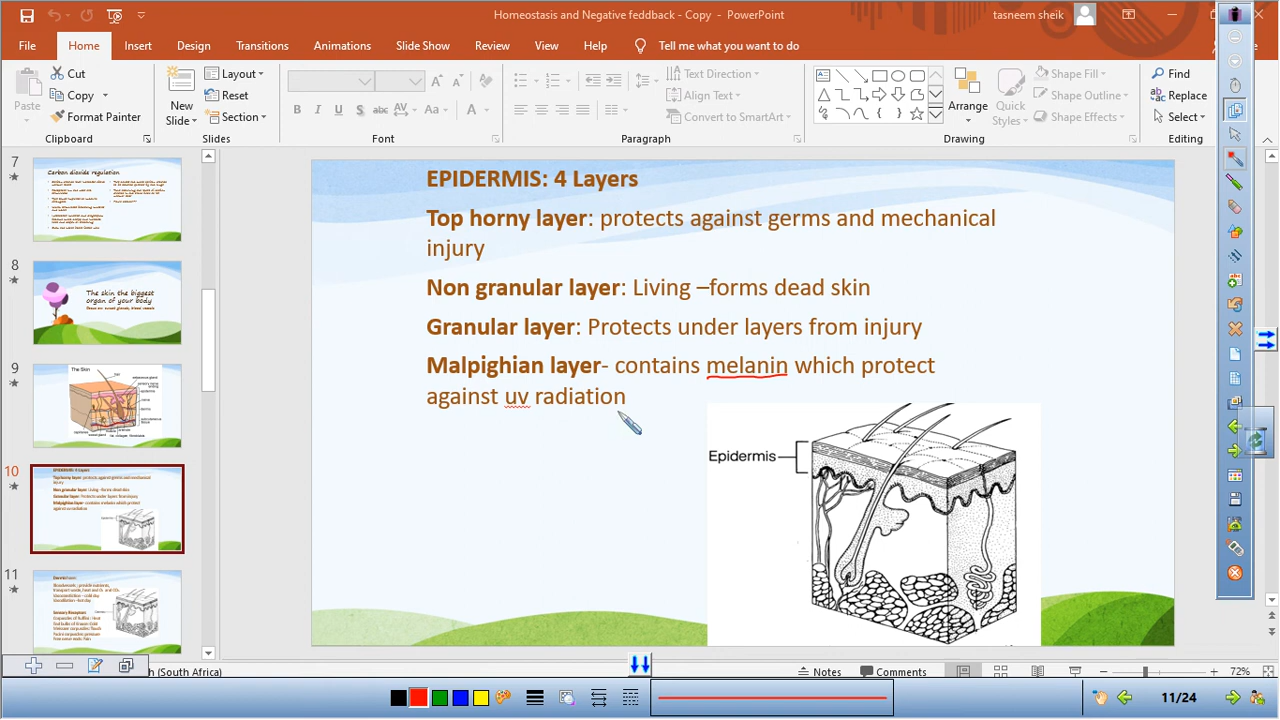 Homeostasis and Negative feddback - Copy - PowerPoint
tasneem sheik
File Home Insert Design Transitions Animations Slide Show Review View Help Tell me what you want to do
Cut
Copy
Format Painter
Paste
Clipboard
New Slide
Layout
Reset
Section
Slides
Font
Text Direction
Align Text
Convert to SmartArt
Paragraph
Arrange
Quick Styles
Shape Fill
Shape Outline
Shape Effects
Drawing
Find
Replace
Select
Editing
7
Carbon dioxide regulation
8
The skin the biggest
organ of your body
9
The Skin
10
11
EPIDERMIS: 4 Layers
Top horny layer: protects against germs and mechanical
injury
Non granular layer: Living –forms dead skin
Granular layer: Protects under layers from injury
Malpighian layer- contains melanin which protect
against uv radiation
Epidermis
(South Africa)
Notes
Comments
72%
11/24